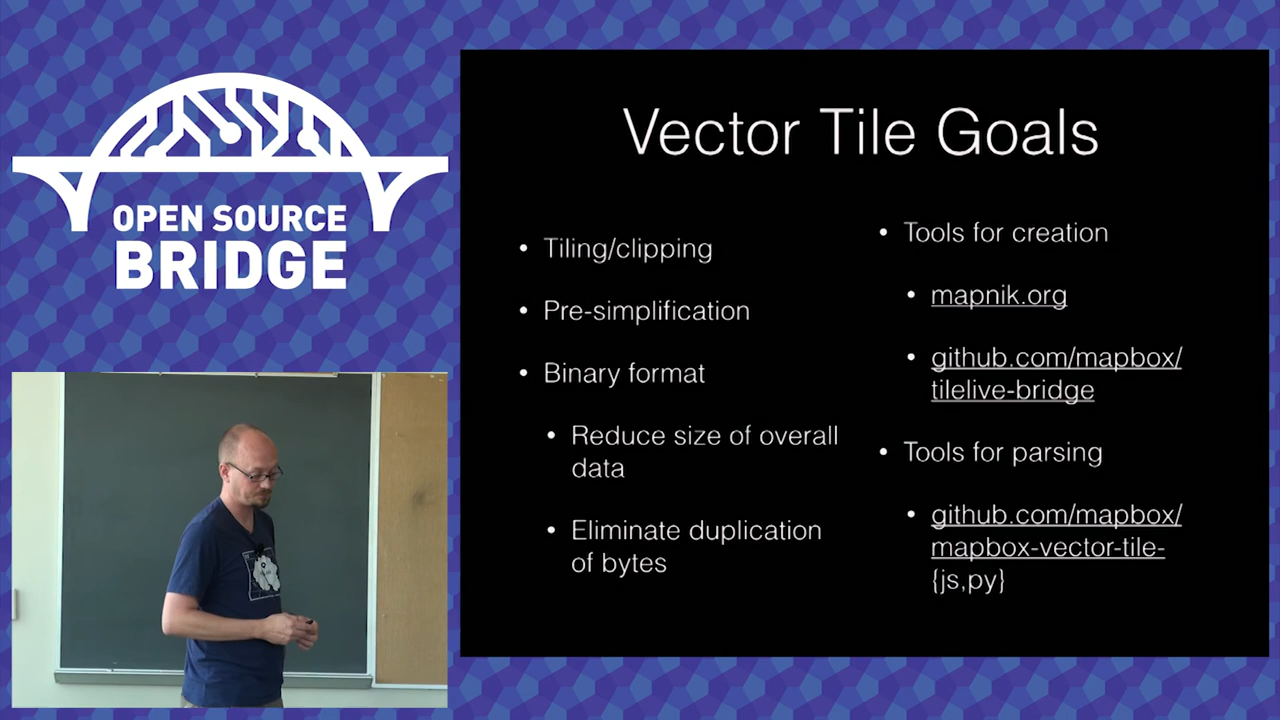 OPEN SOURCE
BRIDGE
Vector Tile Goals
• Tiling/clipping
• Pre-simplification
• Binary format
• Reduce size of overall
data
• Eliminate duplication
of bytes
• Tools for creation
• mapnik.org
• github.com/mapbox/
tilelive-bridge
• Tools for parsing
• github.com/mapbox/
mapbox-vector-tile-
{js,py}